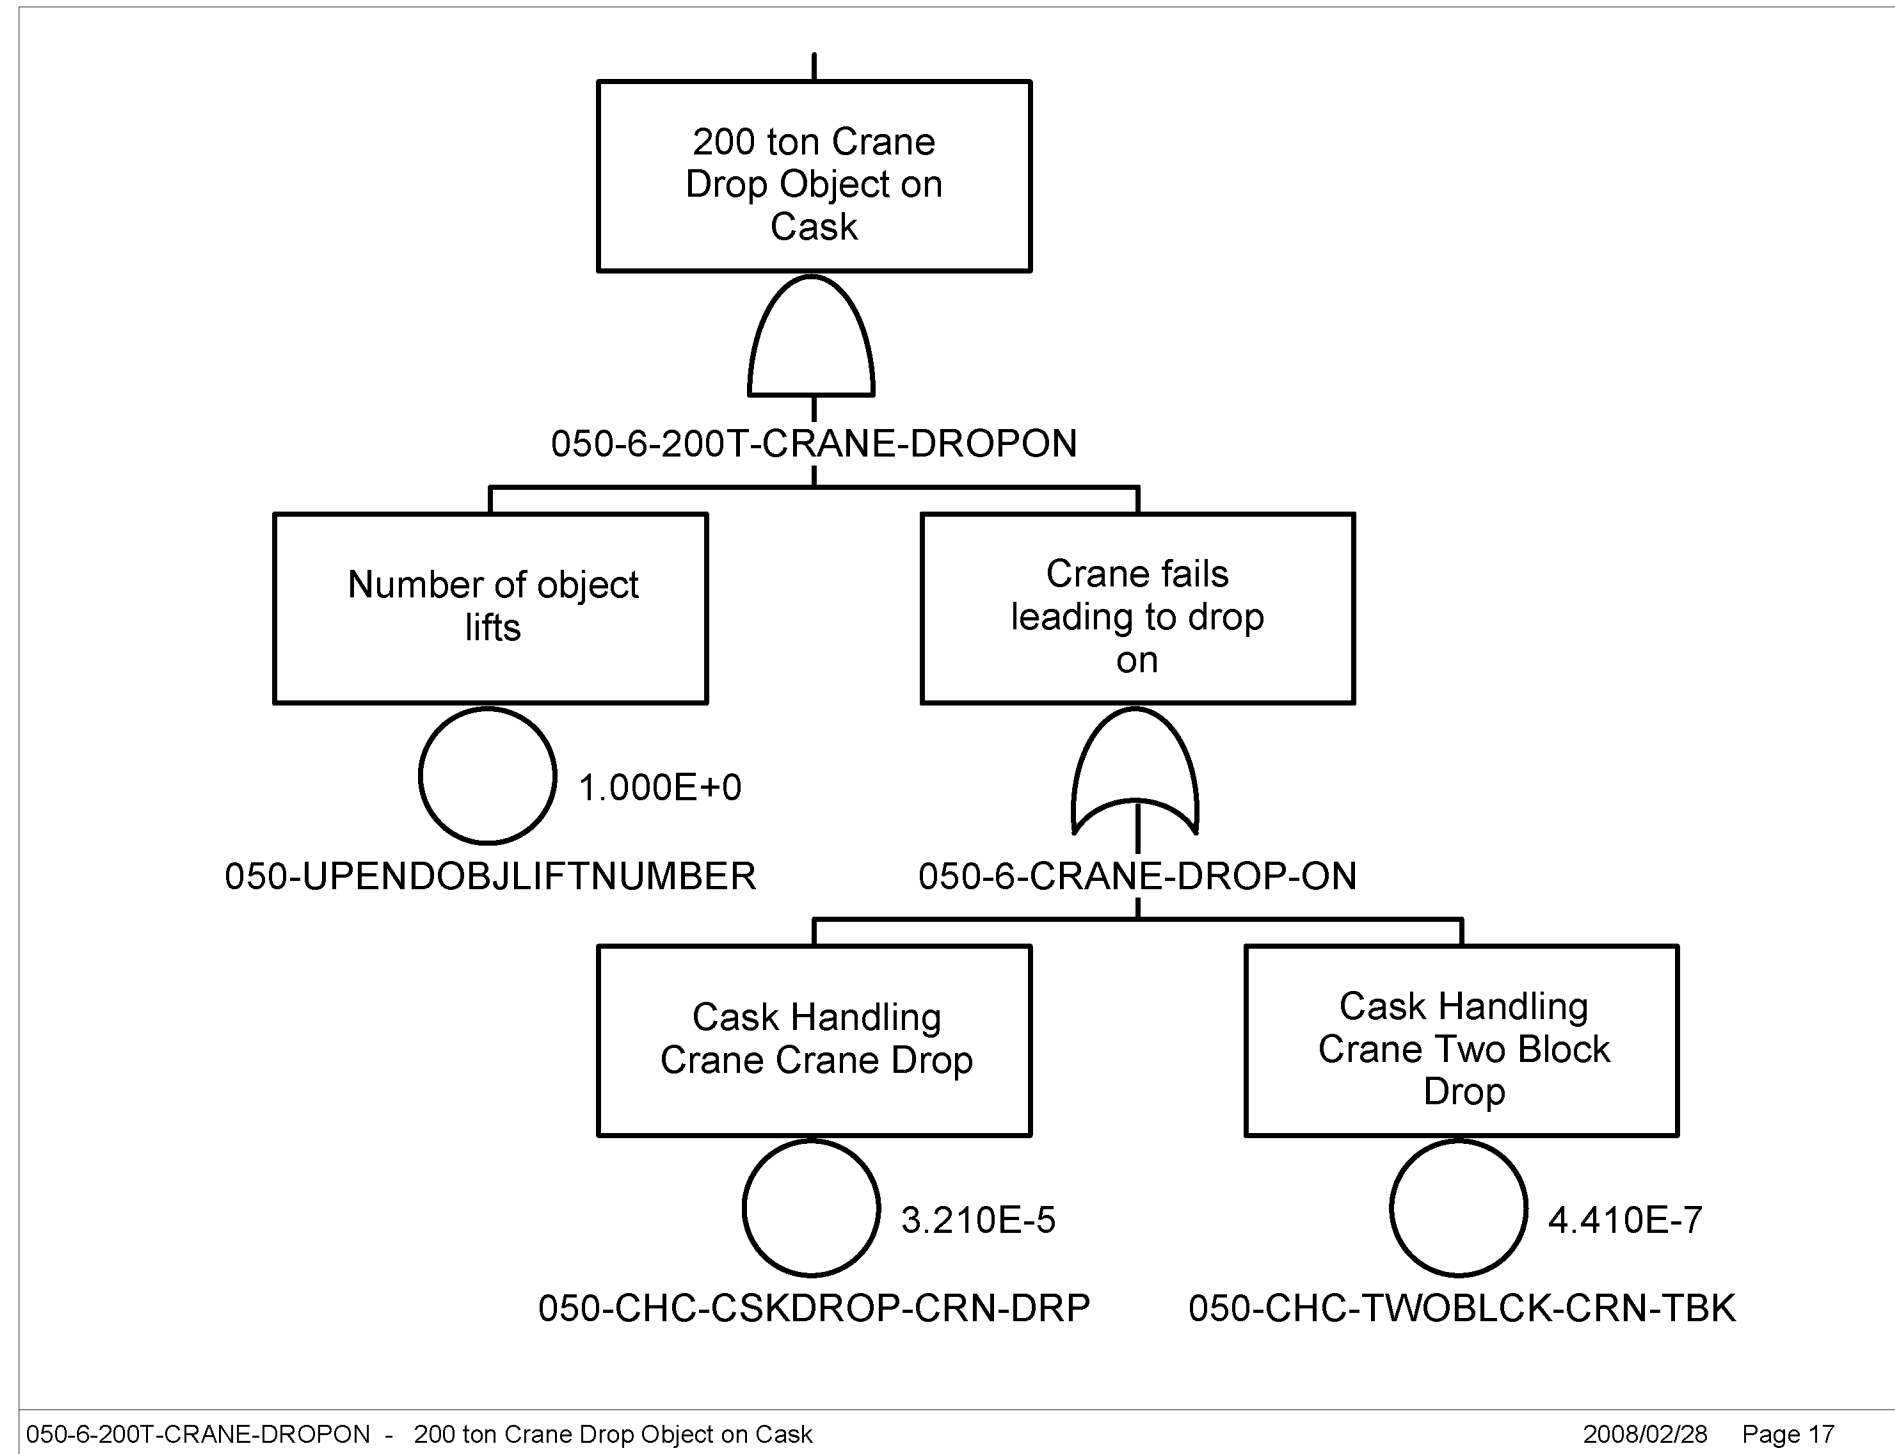 200 ton Crane
Drop Object on
Cask
050-6-200T-CRANE-DROPON
Number of object
lifts
Crane fails
leading to drop
on
1.000E+0
050-UPENDOBJLIFTNUMBER
050-6-CRANE-DROP-ON
Cask Handling
Crane Crane Drop
Cask Handling
Crane Two Block
Drop
3.210E-5
4.410E-7
050-CHC-CSKDROP-CRN-DRP
050-CHC-TWOBLCK-CRN-TBK
050-6-200T-CRANE-DROPON - 200 ton Crane Drop Object on Cask
2008/02/28 Page 17